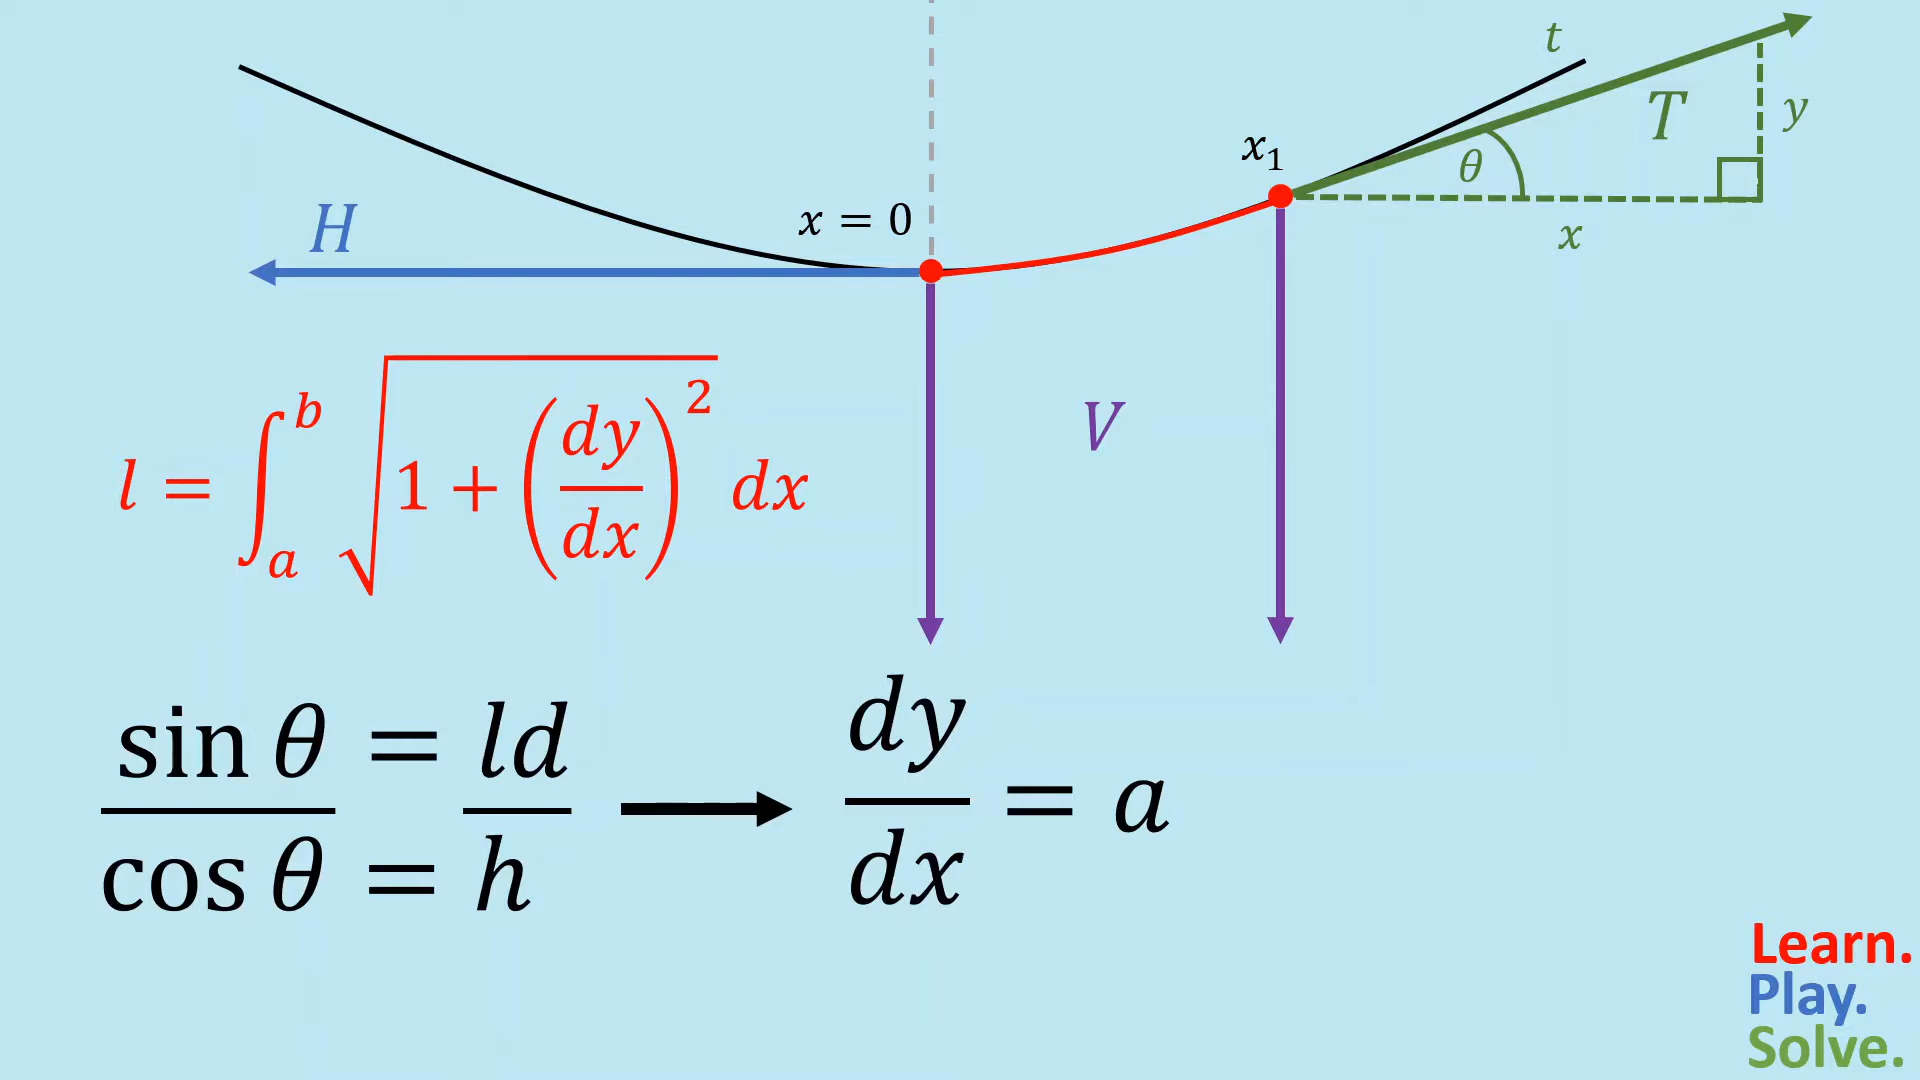 t
T
y
x₁
θ
x = 0
H
x
V
l = ∫ₐᵇ √(1 + (dy/dx)²) dx
sin θ = ld
cos θ = h
dy/dx = a
Learn.
Play.
Solve.